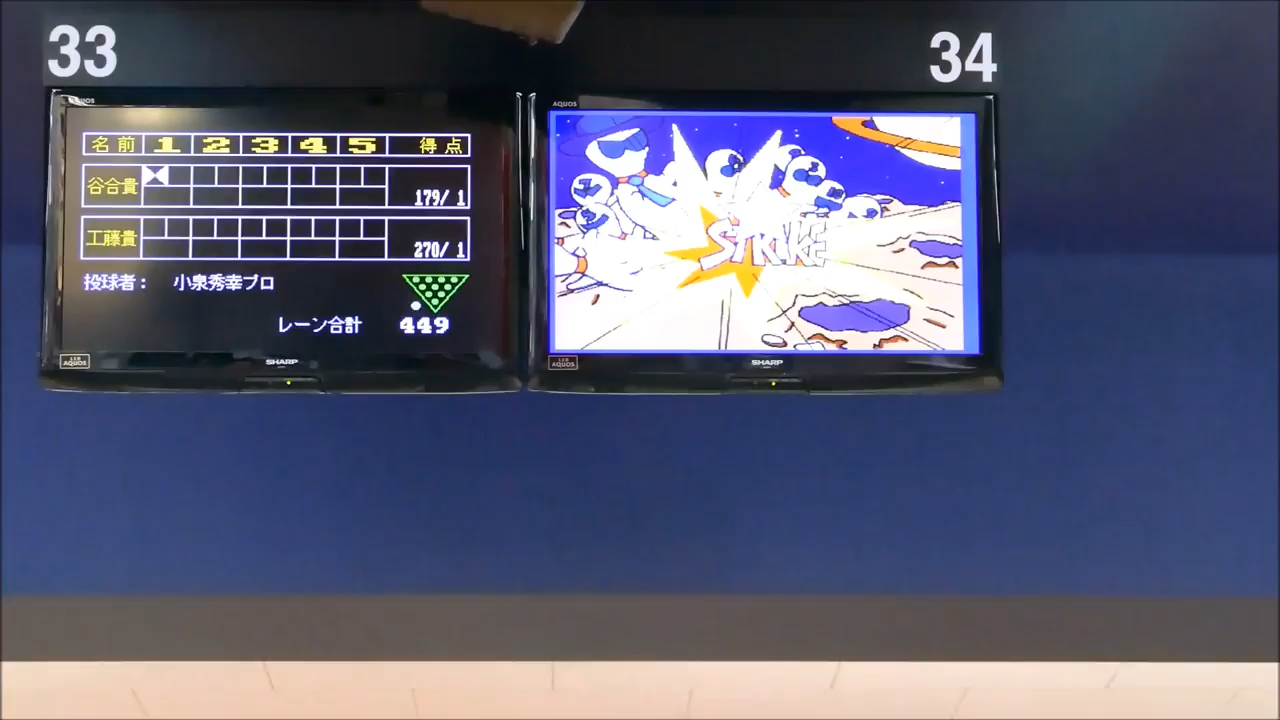 33
34
AQUOS
AQUOS
名前 1 2 3 4 5 得点
谷合貴 179/ 1
工藤貴 270/ 1
投球者： 小泉秀幸プロ
レーン合計 449
STRIKE
LED AQUOS
SHARP
LED AQUOS
SHARP